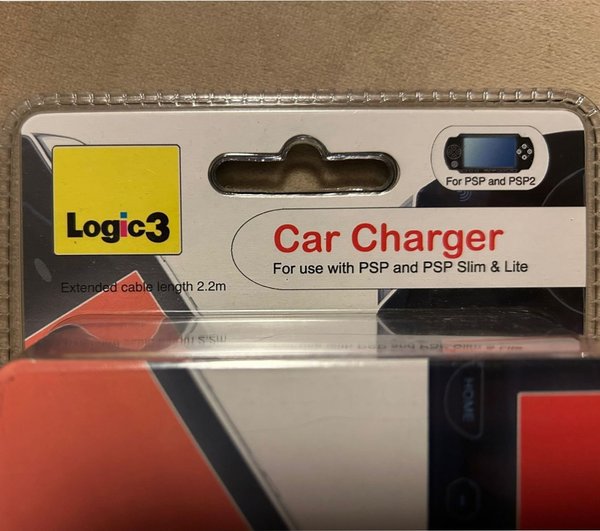 For PSP and PSP2
Logic3
Car Charger
For use with PSP and PSP Slim & Lite
Extended cable length 2.2m
HOME